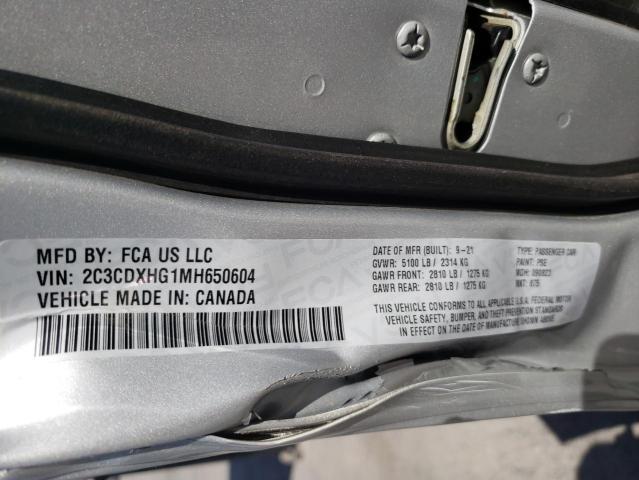 MFD BY: FCA US LLC
VIN: 2C3CDXHG1MH650604
VEHICLE MADE IN: CANADA
DATE OF MFR (BUILT): 9-21
GVWR: 5100 LB / 2314 KG
GAWR FRONT: 2810 LB / 1275 KG
GAWR REAR: 2810 LB / 1275 KG
TYPE: PASSENGER CAR
PAINT: PSE
MDH: 090823
VEHICLE CONFORMS TO ALL APPLICABLE U.S.A. FEDERAL MOTOR
VEHICLE SAFETY, BUMPER, AND THEFT PREVENTION STANDARDS
IN EFFECT ON THE DATE OF MANUFACTURE SHOWN ABOVE.